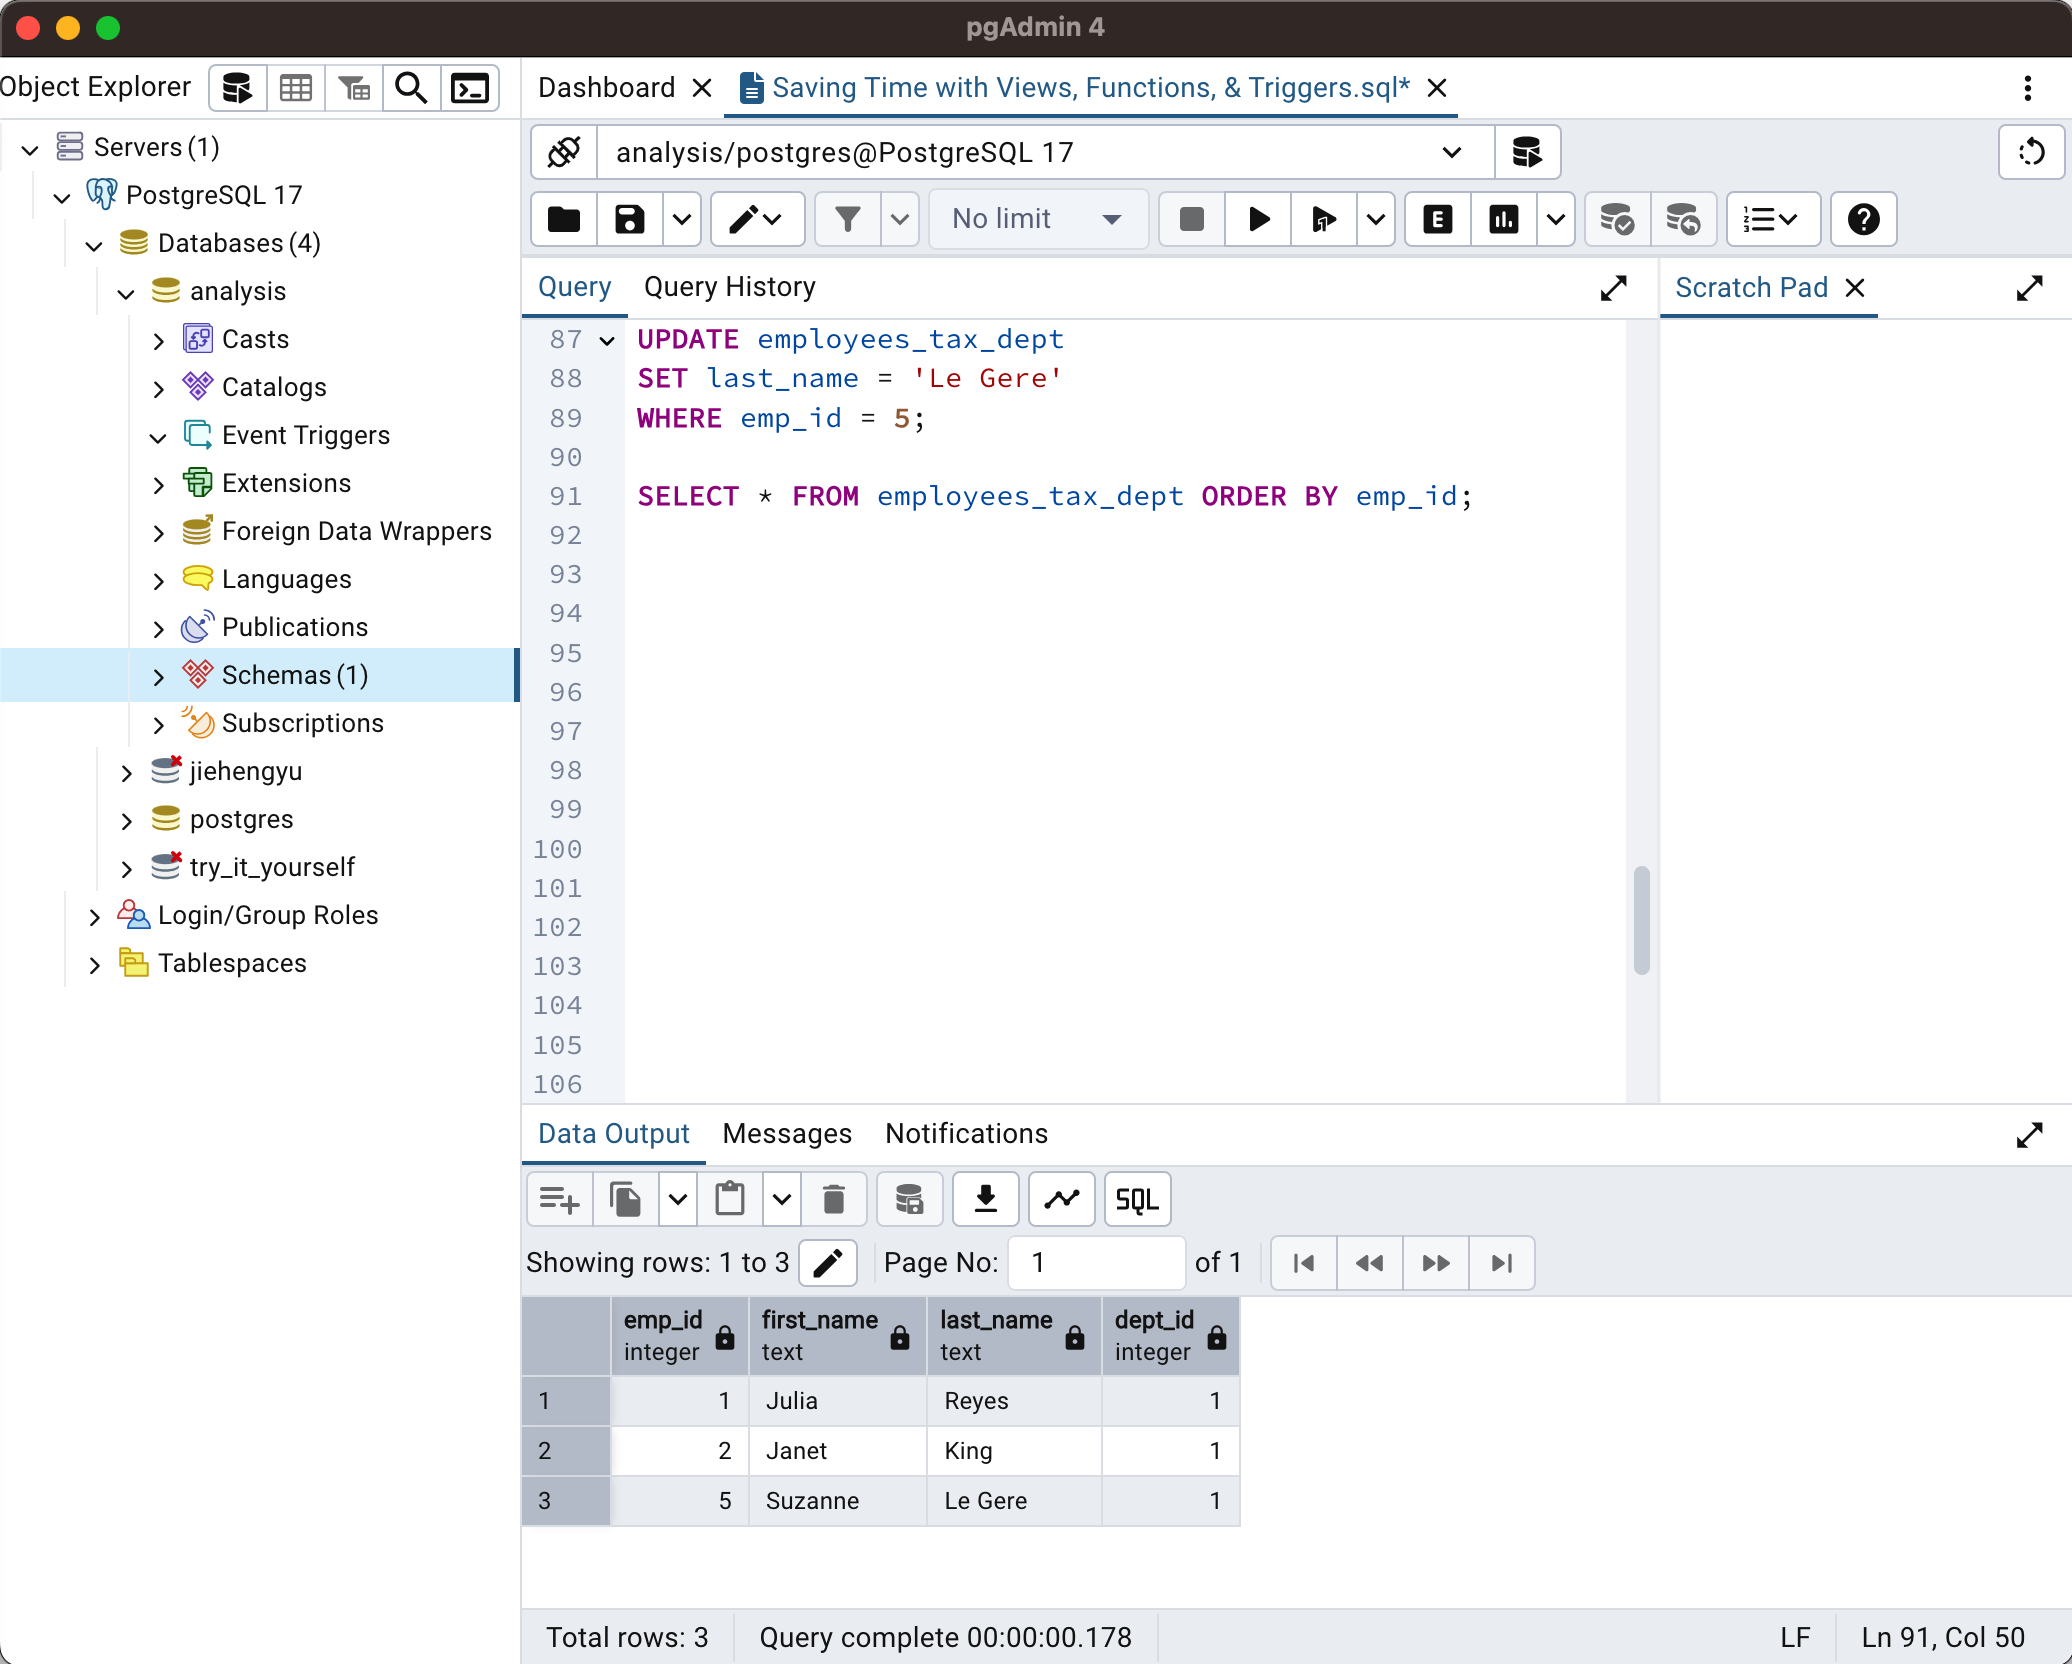 pgAdmin 4
Object Explorer
Dashboard
Saving Time with Views, Functions, & Triggers.sql*
Servers (1)
PostgreSQL 17
Databases (4)
analysis
Casts
Catalogs
Event Triggers
Extensions
Foreign Data Wrappers
Languages
Publications
Schemas (1)
Subscriptions
jiehengyu
postgres
try_it_yourself
Login/Group Roles
Tablespaces
analysis/postgres@PostgreSQL 17
No limit
E
Query
Query History
Scratch Pad
87 UPDATE employees_tax_dept
88 SET last_name = 'Le Gere'
89 WHERE emp_id = 5;
90
91 SELECT * FROM employees_tax_dept ORDER BY emp_id;
92
93
94
95
96
97
98
99
100
101
102
103
104
105
106
Data Output Messages Notifications
SQL
Showing rows: 1 to 3 Page No: 1 of 1
emp_id first_name last_name dept_id
integer text text integer
1 1 Julia Reyes 1
2 2 Janet King 1
3 5 Suzanne Le Gere 1
Total rows: 3 Query complete 00:00:00.178 LF Ln 91, Col 50